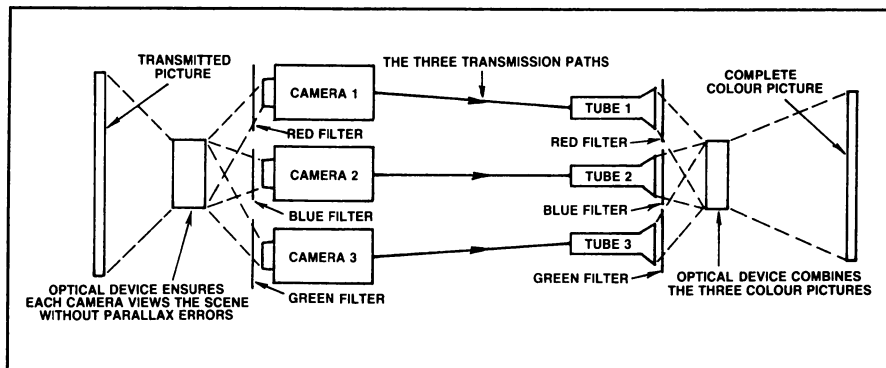 TRANSMITTED
PICTURE
THE THREE TRANSMISSION PATHS
COMPLETE
COLOUR PICTURE
CAMERA 1
TUBE 1
RED FILTER
RED FILTER
CAMERA 2
TUBE 2
BLUE FILTER
BLUE FILTER
CAMERA 3
TUBE 3
GREEN FILTER
GREEN FILTER
OPTICAL DEVICE ENSURES
EACH CAMERA VIEWS THE SCENE
WITHOUT PARALLAX ERRORS
OPTICAL DEVICE COMBINES
THE THREE COLOUR PICTURES